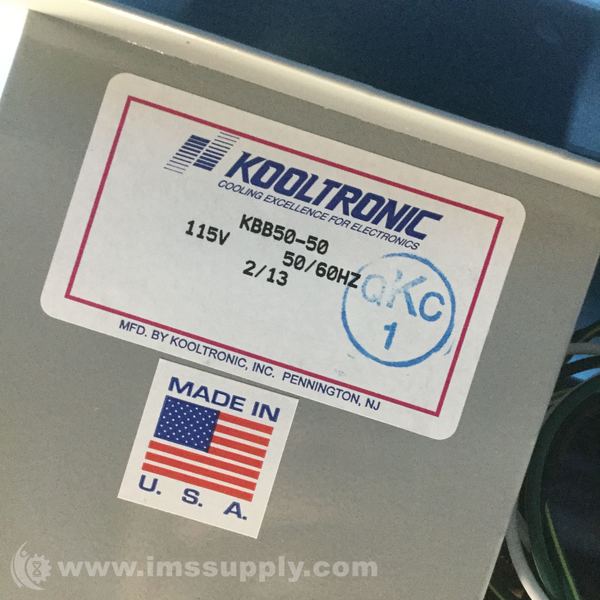 KOOLTRONIC
COOLING EXCELLENCE FOR ELECTRONICS
KBB50-50
115V 50/60HZ
2/13
QKC
1
MFD. BY KOOLTRONIC, INC. PENNINGTON, NJ
MADE IN
U. S. A.
www.imssupply.com